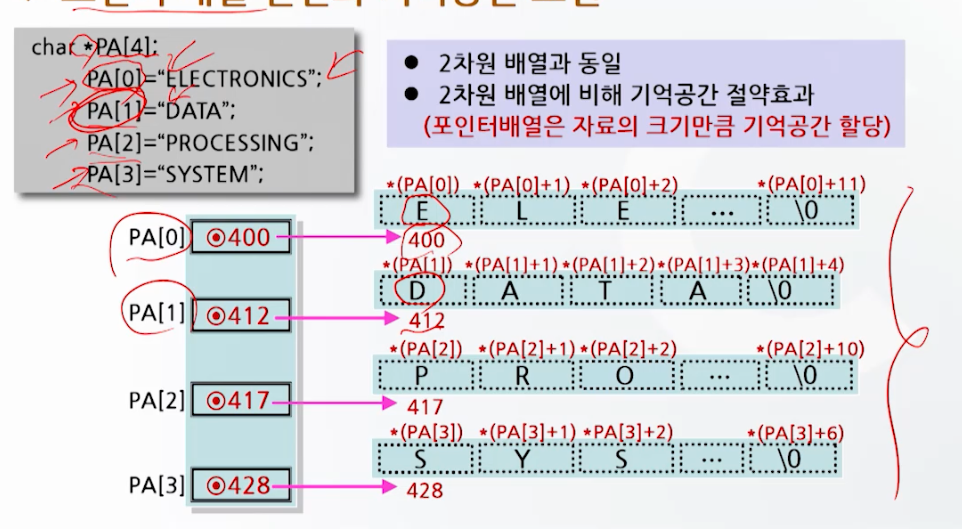 char *PA[4];
PA[0]=“ELECTRONICS”;
PA[1]=“DATA”;
PA[2]=“PROCESSING”;
PA[3]=“SYSTEM”;
● 2차원 배열과 동일
● 2차원 배열에 비해 기억공간 절약효과
(포인터배열은 자료의 크기만큼 기억공간 할당)
*(PA[0]) *(PA[0]+1) *(PA[0]+2) *(PA[0]+11)
E L E ... \0
PA[0] ⦿400 400
*(PA[1]) *(PA[1]+1) *(PA[1]+2) *(PA[1]+3) *(PA[1]+4)
D A T A \0
PA[1] ⦿412 412
*(PA[2]) *(PA[2]+1) *(PA[2]+2) *(PA[2]+10)
P R O ... \0
PA[2] ⦿417 417
*(PA[3]) *(PA[3]+1) *PA[3]+2) *(PA[3]+6)
S Y S ... \0
PA[3] ⦿428 428